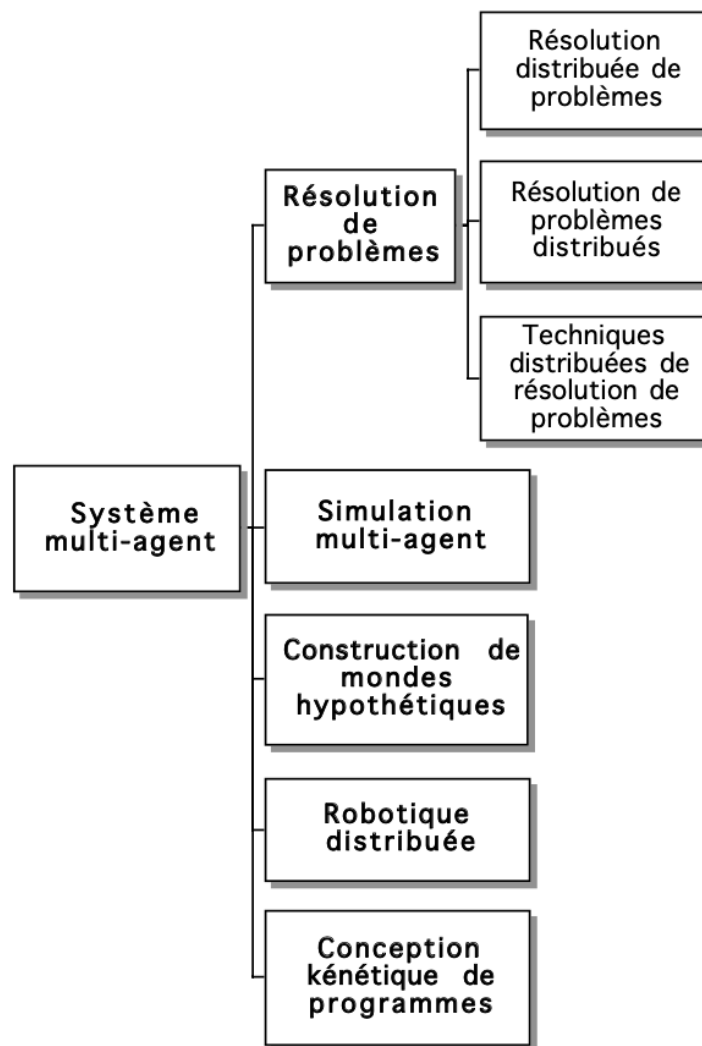 Résolution
distribuée de
problèmes
Résolution
de
problèmes
Résolution de
problèmes
distribués
Techniques
distribuées de
résolution de
problèmes
Système
multi-agent
Simulation
multi-agent
Construction de
mondes
hypothétiques
Robotique
distribuée
Conception
kénétique de
programmes